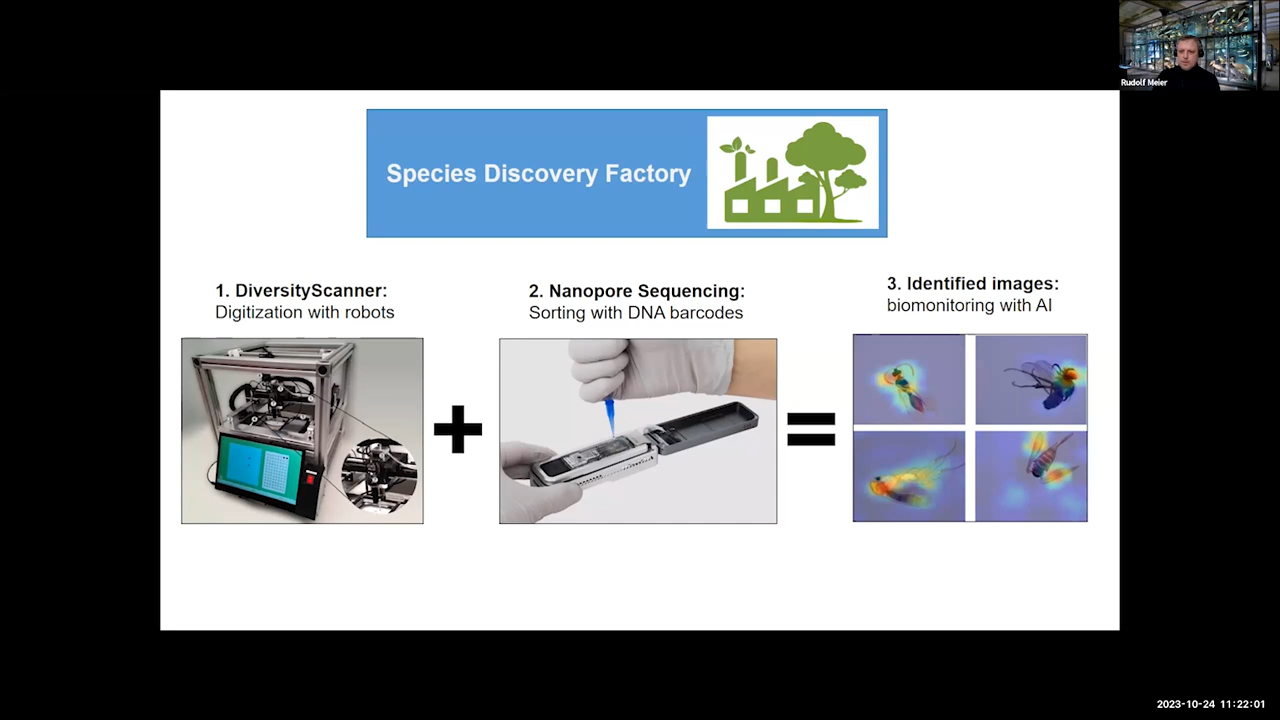 Rudolf Meier
Species Discovery Factory
1. DiversityScanner:
Digitization with robots
2. Nanopore Sequencing:
Sorting with DNA barcodes
3. Identified images:
biomonitoring with AI
2023-10-24 11:22:01